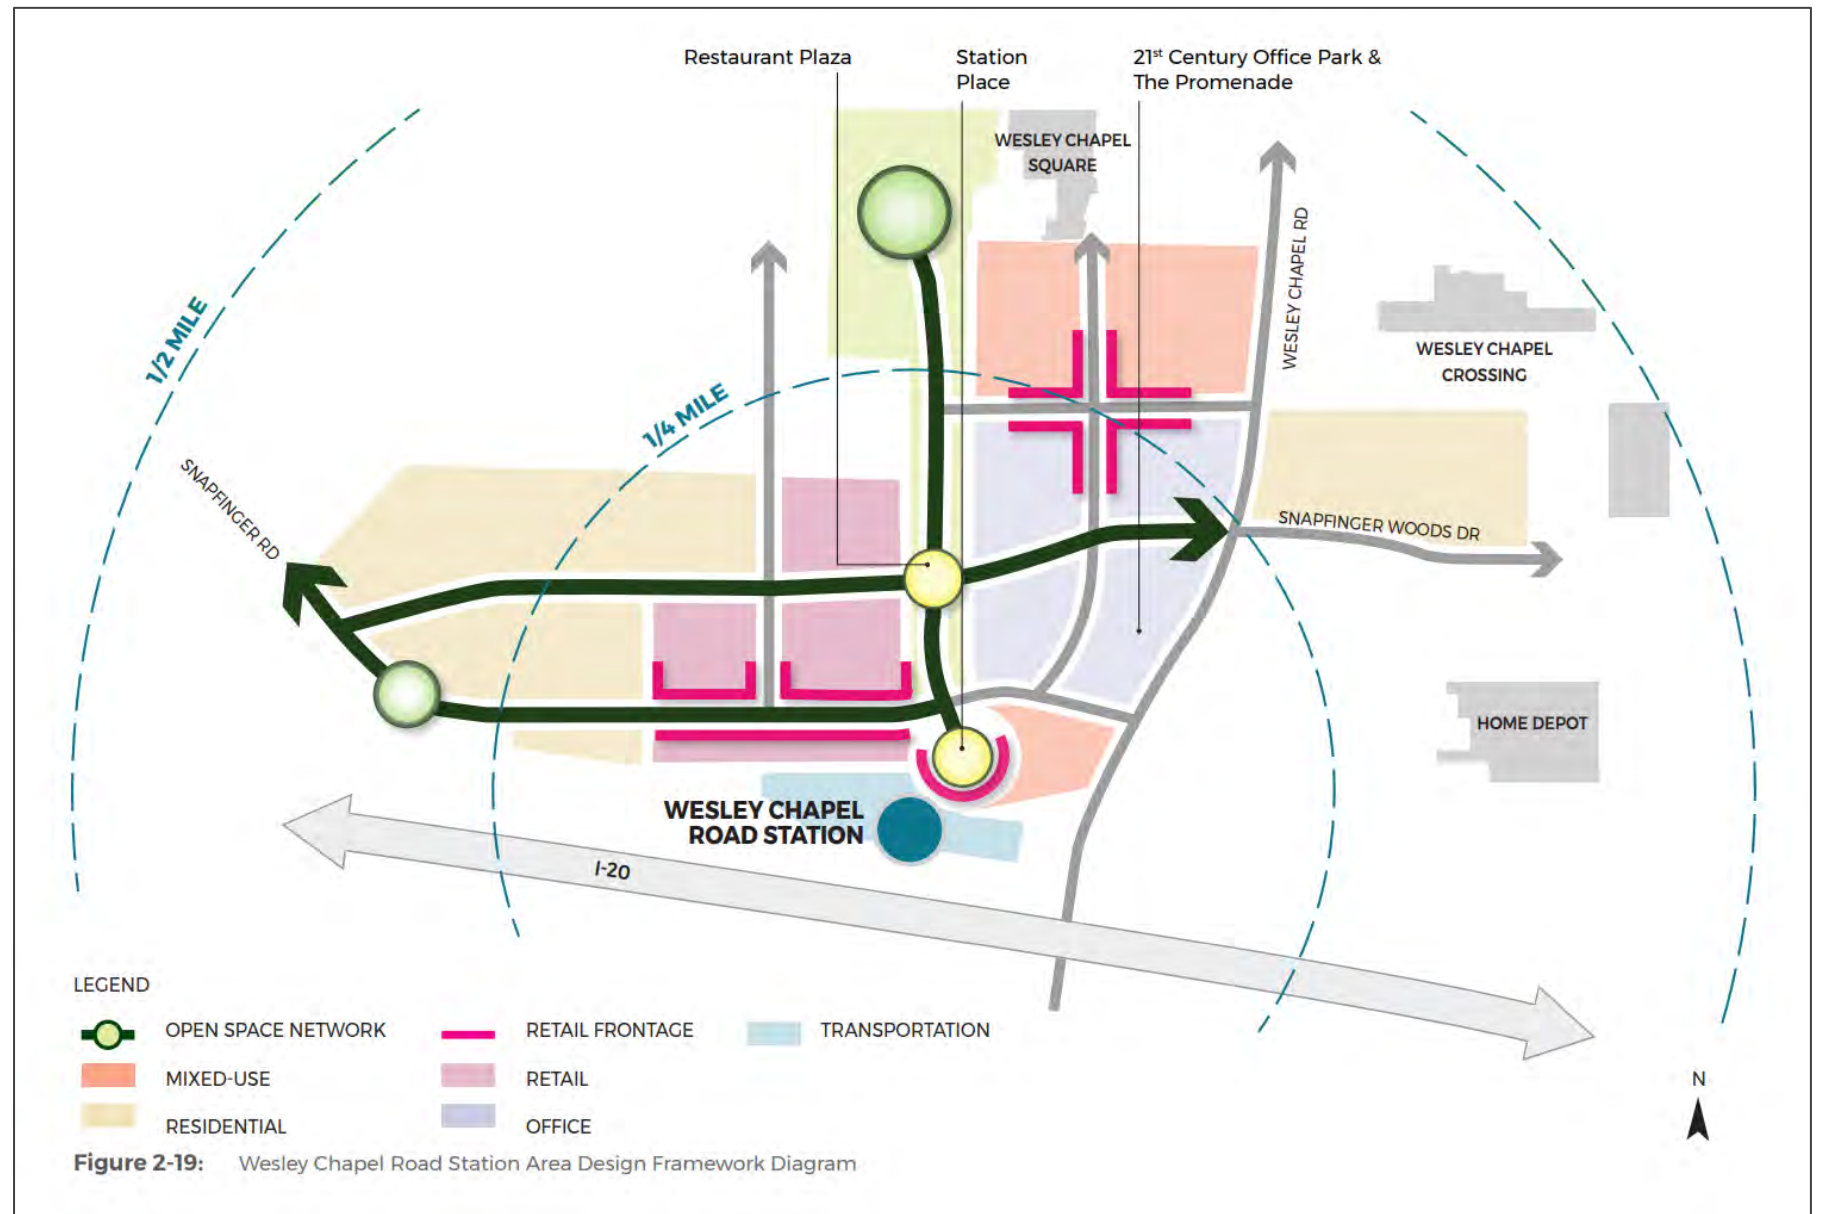 Restaurant Plaza
Station
Place
21st Century Office Park &
The Promenade
WESLEY CHAPEL
SQUARE
WESLEY CHAPEL RD
1/2 MILE
WESLEY CHAPEL
CROSSING
1/4 MILE
SNAPFINGER RD
SNAPFINGER WOODS DR
HOME DEPOT
WESLEY CHAPEL
ROAD STATION
I-20
LEGEND
OPEN SPACE NETWORK
RETAIL FRONTAGE
TRANSPORTATION
MIXED-USE
RETAIL
RESIDENTIAL
OFFICE
N
Figure 2-19: Wesley Chapel Road Station Area Design Framework Diagram